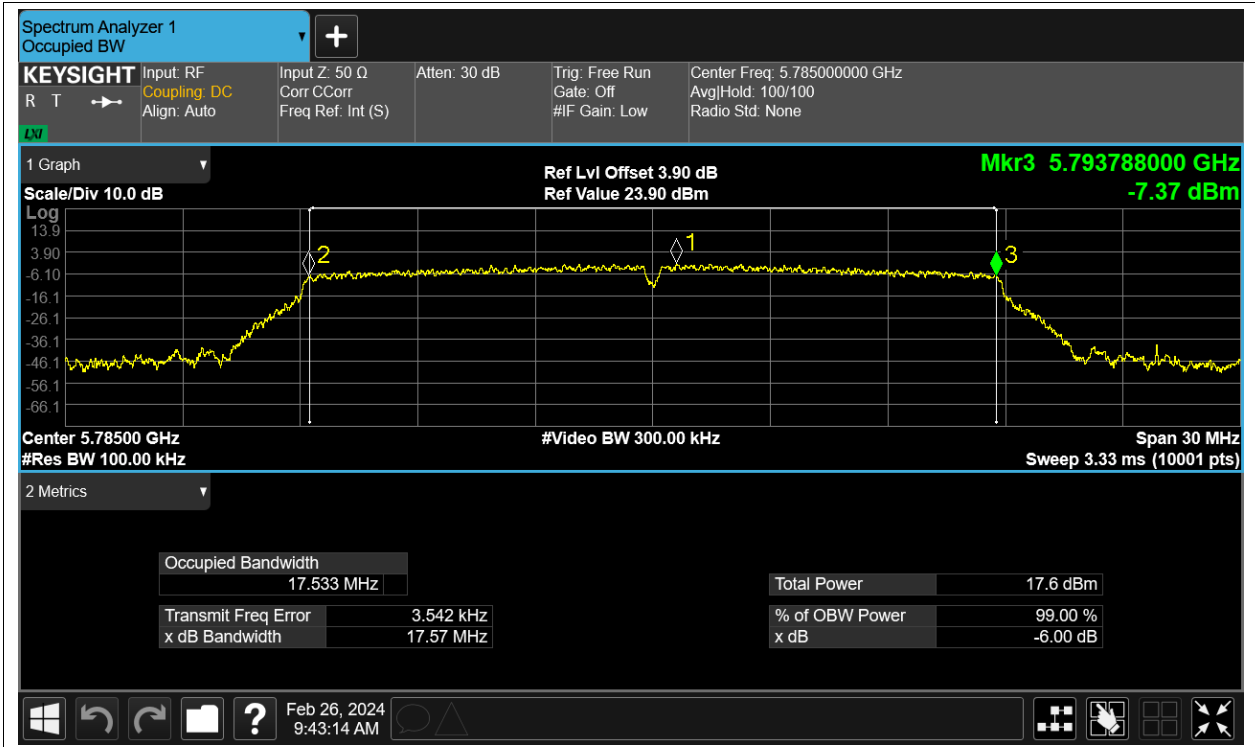 Spectrum Analyzer 1
Occupied BW
KEYSIGHT
R T
LXI
Input: RF
Coupling: DC
Align: Auto
Input Z: 50 Ω
Corr CCorr
Freq Ref: Int (S)
Atten: 30 dB
Trig: Free Run
Gate: Off
#IF Gain: Low
Center Freq: 5.785000000 GHz
Avg|Hold: 100/100
Radio Std: None
1 Graph
Scale/Div 10.0 dB
Ref Lvl Offset 3.90 dB
Ref Value 23.90 dBm
Mkr3 5.793788000 GHz
-7.37 dBm
Log
13.9
3.90
-6.10
-16.1
-26.1
-36.1
-46.1
-56.1
-66.1
2
1
3
Center 5.78500 GHz
#Res BW 100.00 kHz
#Video BW 300.00 kHz
Span 30 MHz
Sweep 3.33 ms (10001 pts)
2 Metrics
Occupied Bandwidth
17.533 MHz
Transmit Freq Error 3.542 kHz
x dB Bandwidth 17.57 MHz
Total Power 17.6 dBm
% of OBW Power 99.00 %
x dB -6.00 dB
?
Feb 26, 2024
9:43:14 AM